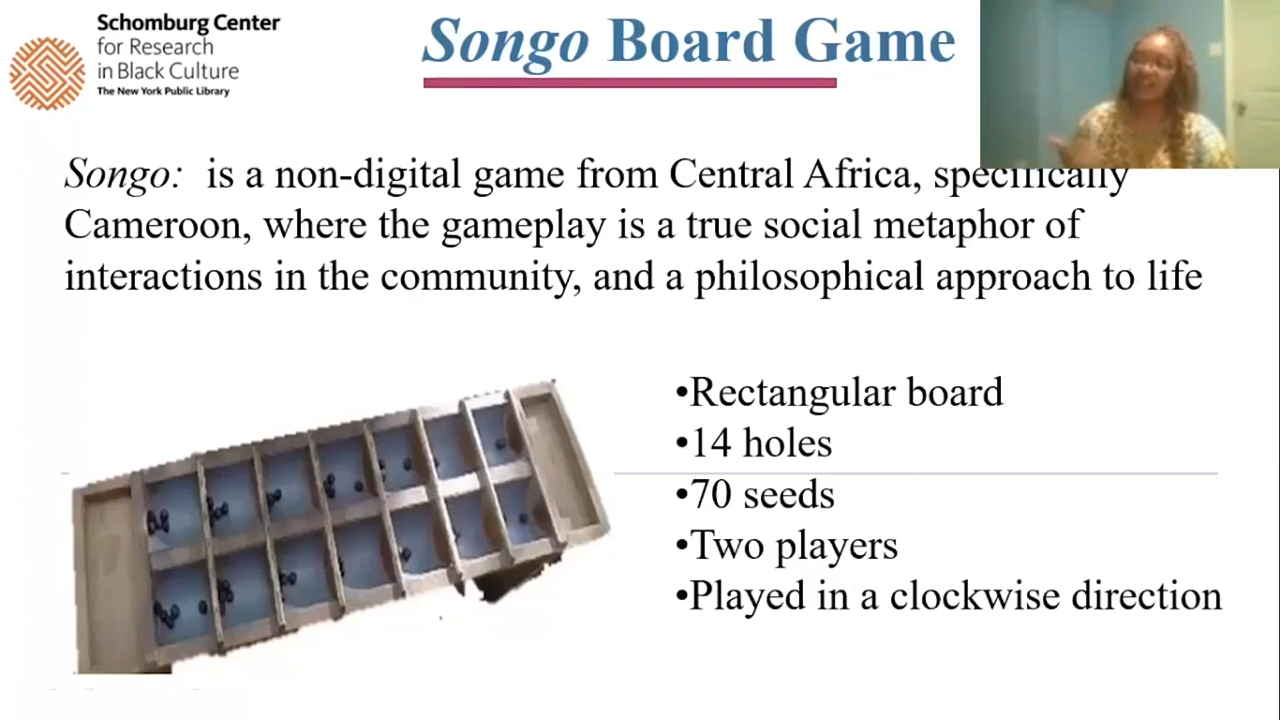 Schomburg Center
for Research
in Black Culture
The New York Public Library
Songo Board Game
Songo: is a non-digital game from Central Africa, specifically
Cameroon, where the gameplay is a true social metaphor of
interactions in the community, and a philosophical approach to life
•Rectangular board
•14 holes
•70 seeds
•Two players
•Played in a clockwise direction